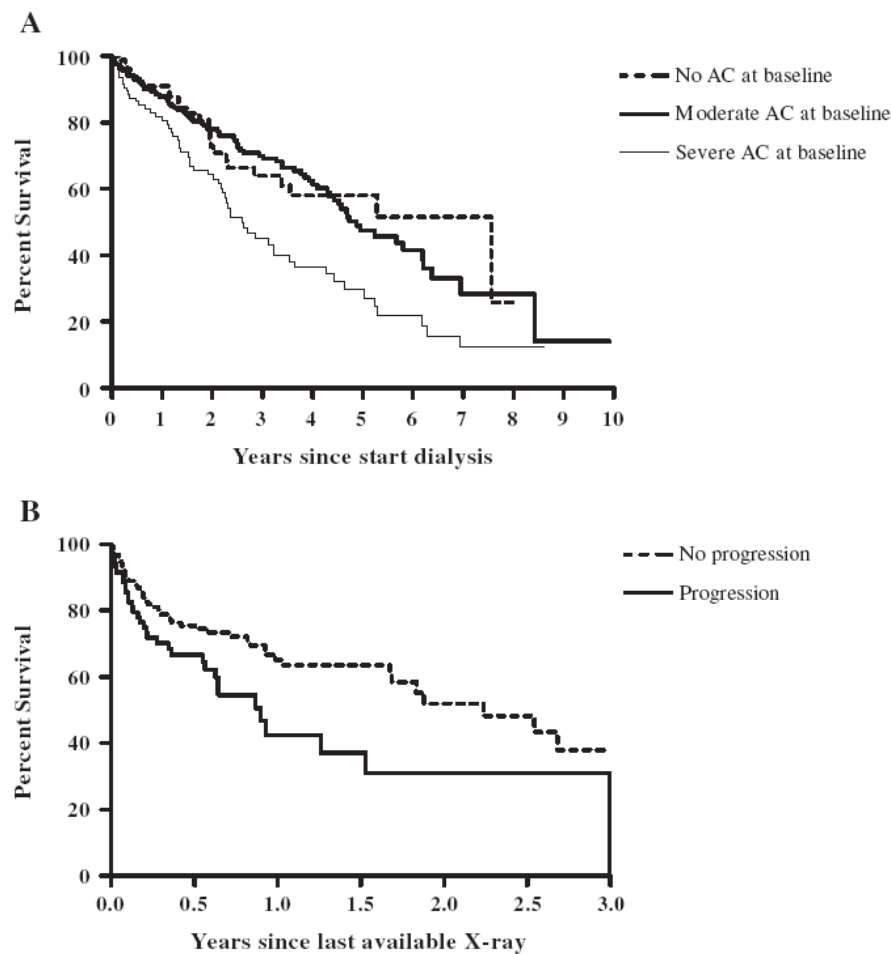 A
100
80
60
40
20
0
Percent Survival
0 1 2 3 4 5 6 7 8 9 10
Years since start dialysis
No AC at baseline
Moderate AC at baseline
Severe AC at baseline
B
100
80
60
40
20
0
Percent Survival
0.0 0.5 1.0 1.5 2.0 2.5 3.0
Years since last available X-ray
No progression
Progression